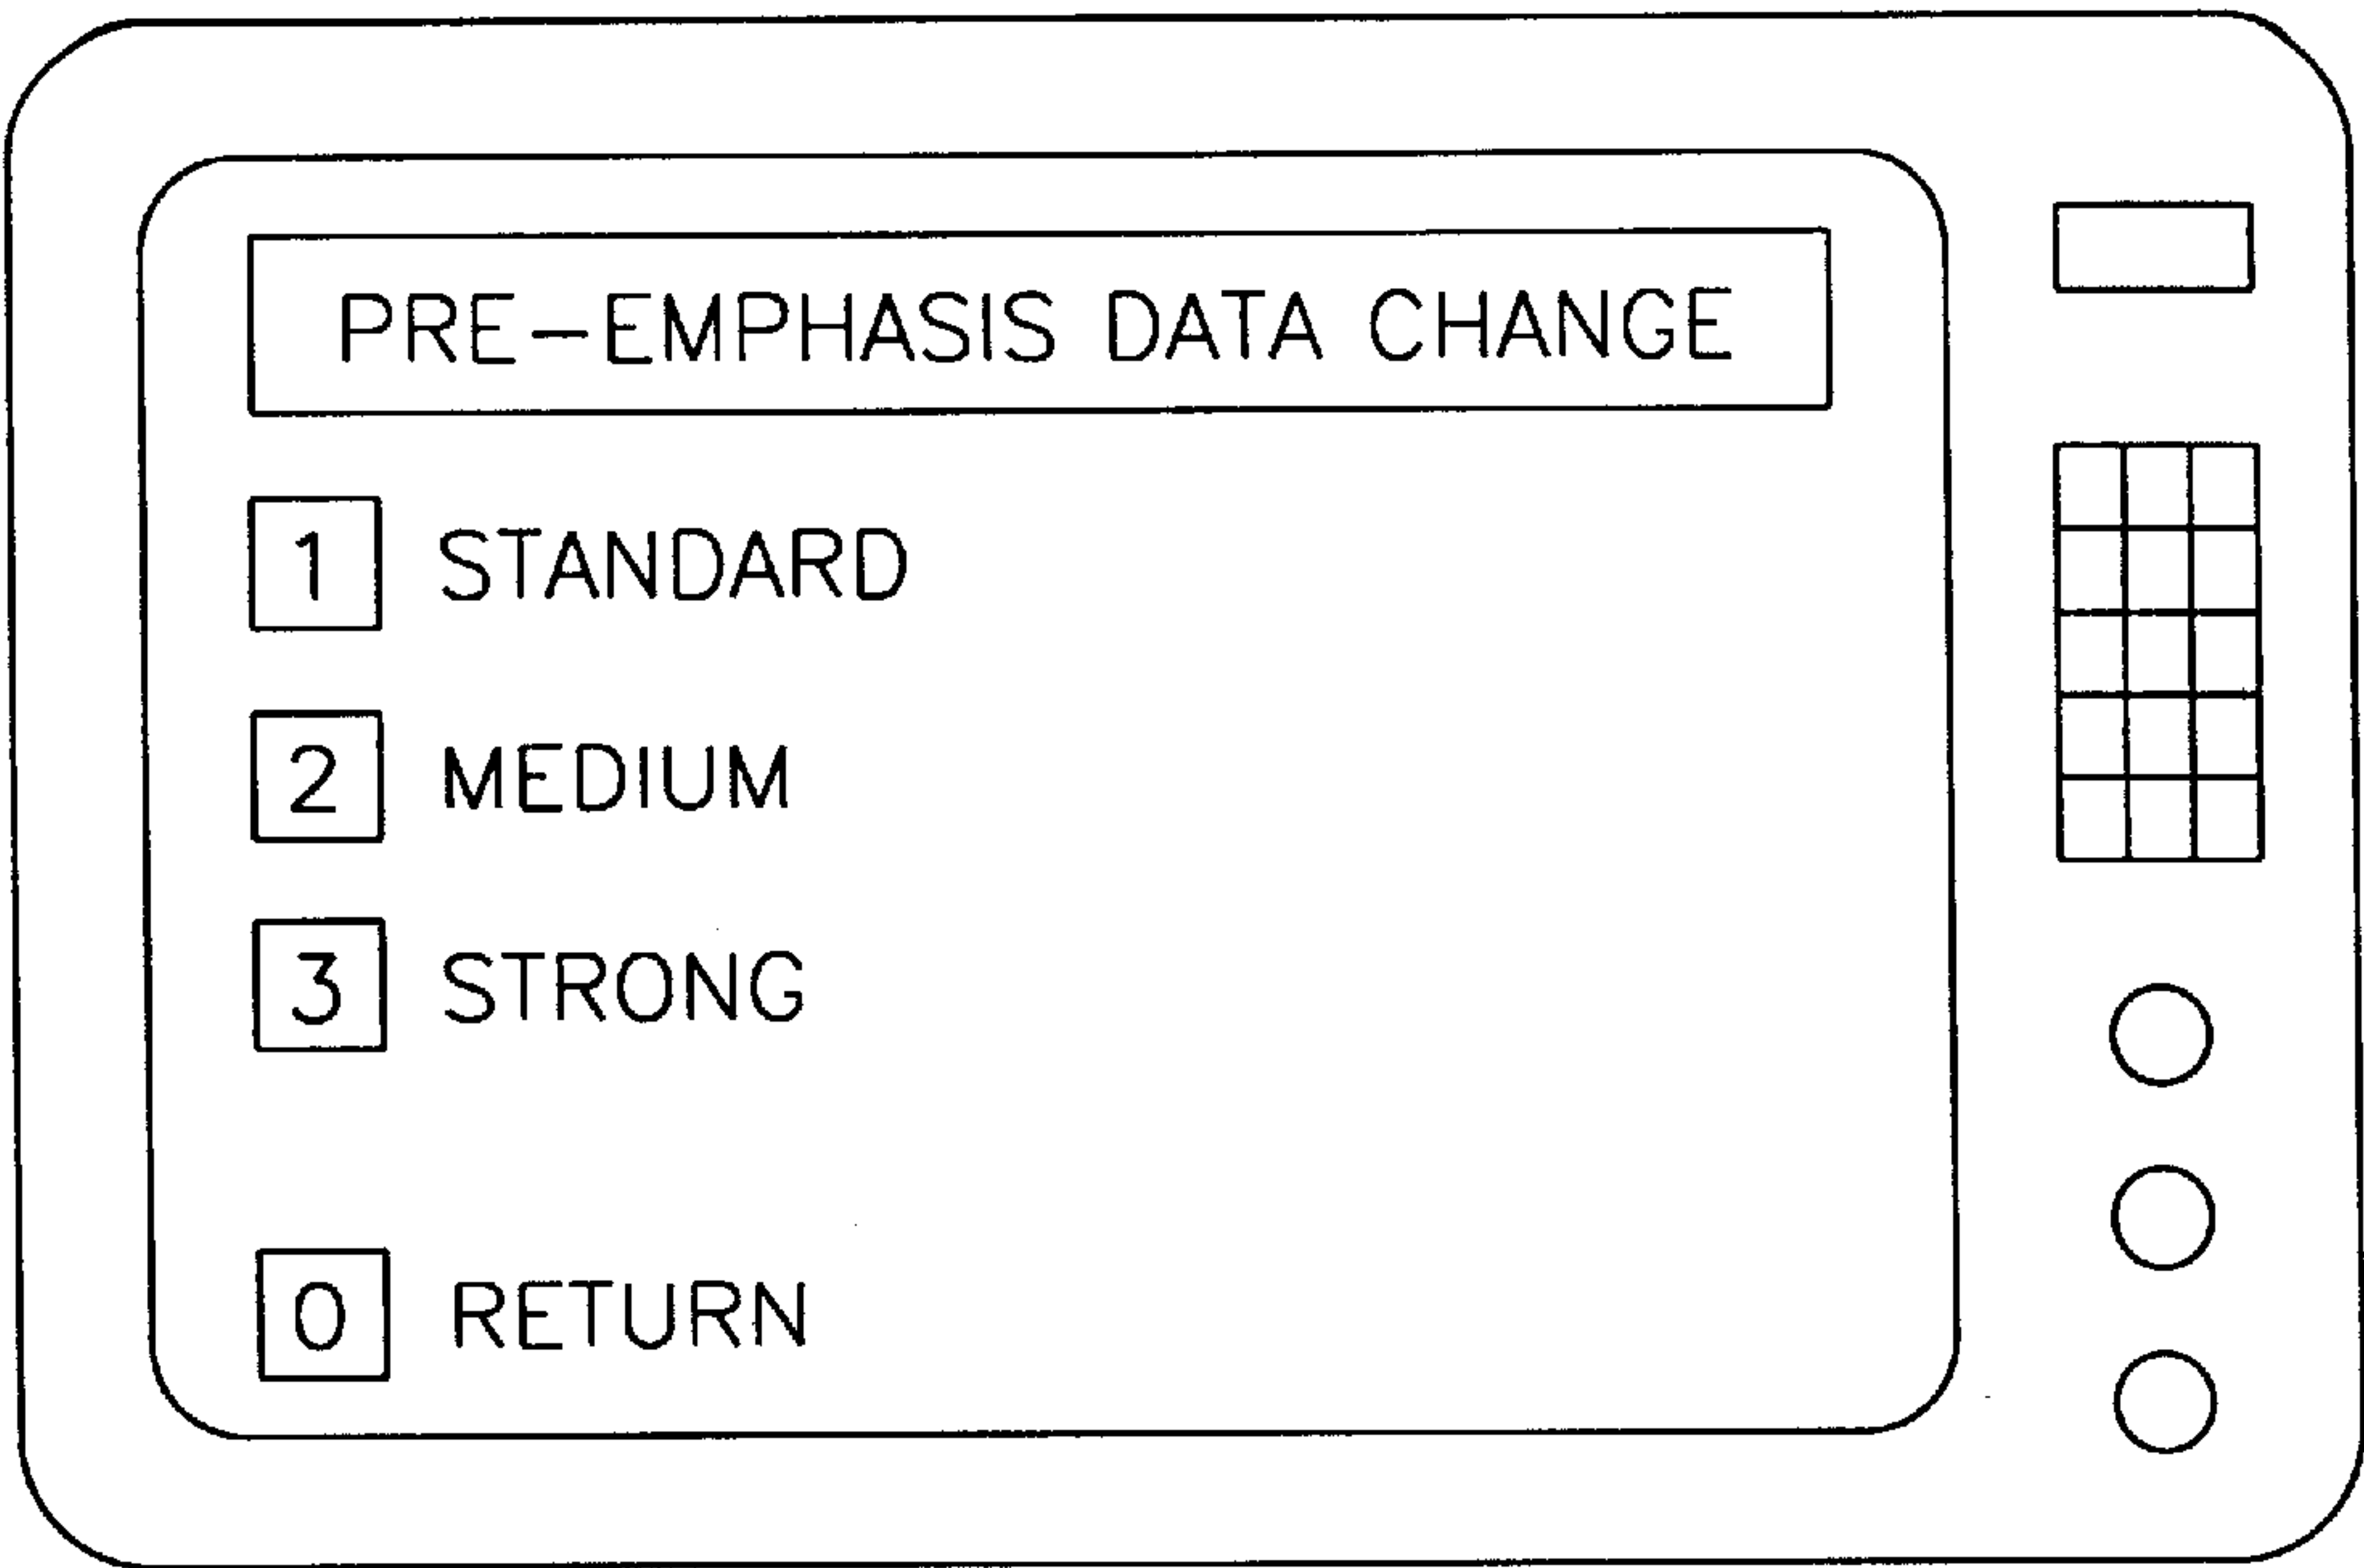 PRE-EMPHASIS DATA CHANGE
1 STANDARD
2 MEDIUM
3 STRONG
0 RETURN